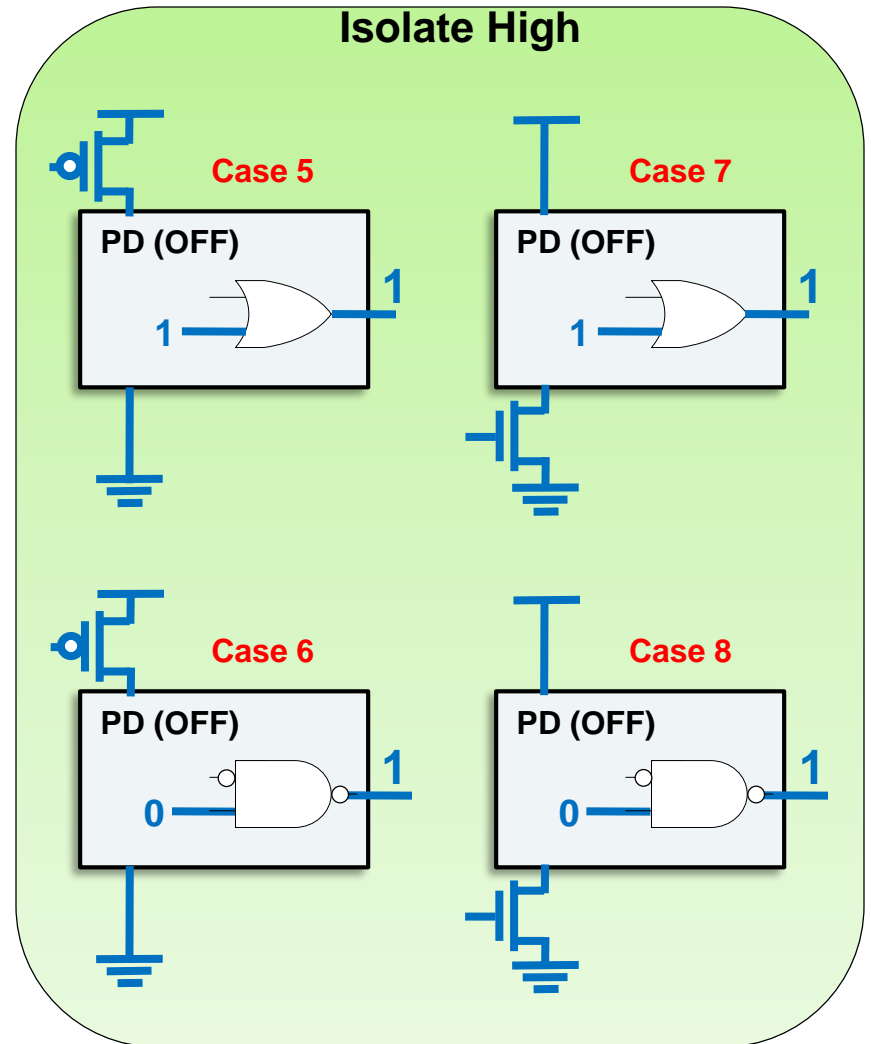 Isolate High
Case 5
PD (OFF)
1
1
Case 7
PD (OFF)
1
1
Case 6
PD (OFF)
1
0
Case 8
PD (OFF)
1
0